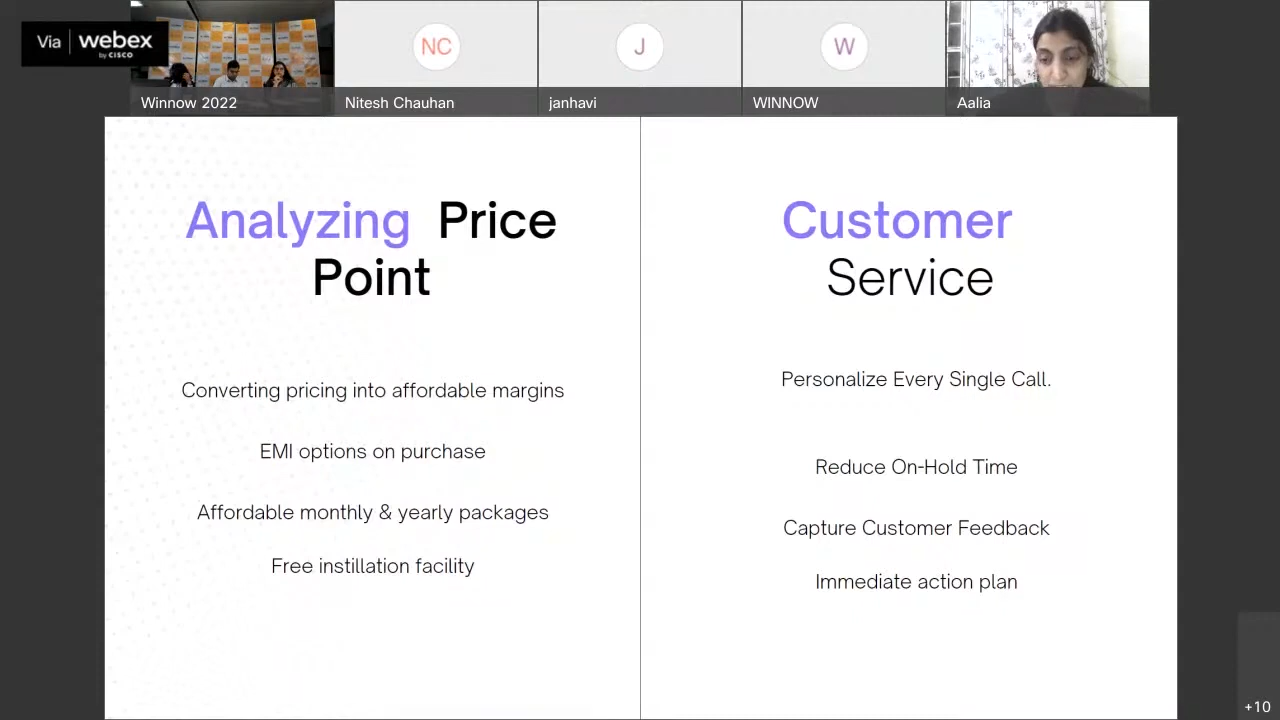 Via webex
by CISCO
Winnow 2022
NC
Nitesh Chauhan
J
janhavi
W
WINNOW
Aalia
Analyzing Price
Point
Converting pricing into affordable margins
EMI options on purchase
Affordable monthly & yearly packages
Free instillation facility
Customer
Service
Personalize Every Single Call.
Reduce On-Hold Time
Capture Customer Feedback
Immediate action plan
+10